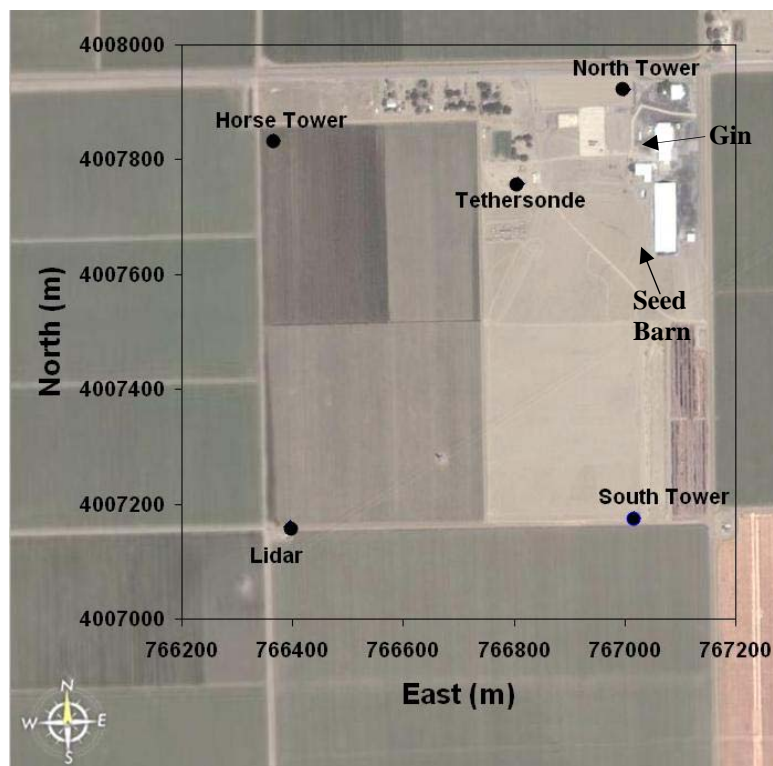 4008000
North Tower
Horse Tower
Gin
4007800
Tethersonde
4007600
Seed
Barn
North (m)
4007400
4007200
South Tower
Lidar
4007000
766200 766400 766600 766800 767000 767200
East (m)
N
W E
S